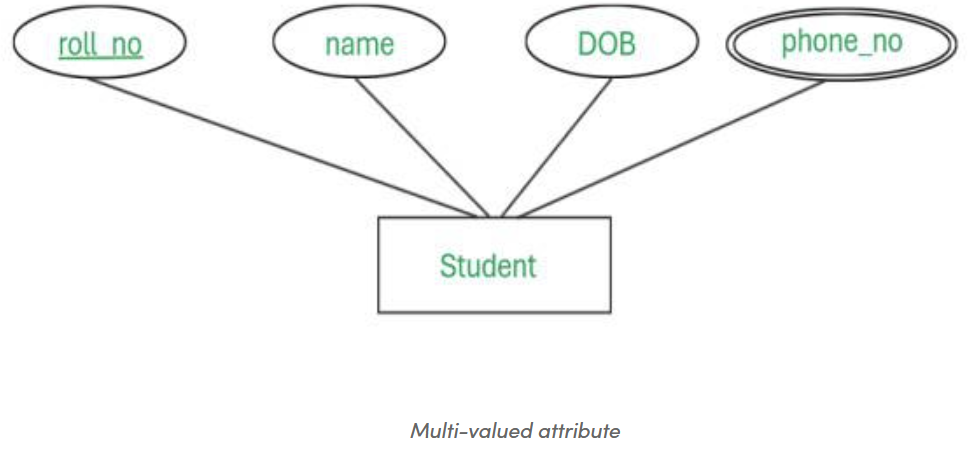 roll_no
name
DOB
phone_no
Student
Multi-valued attribute